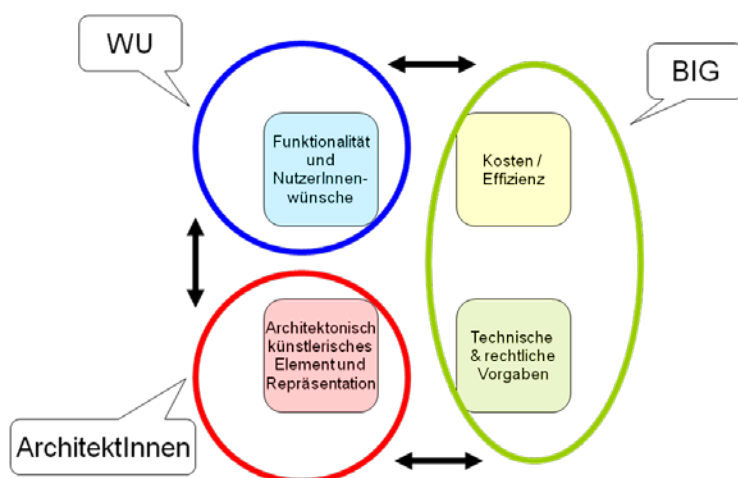 WU
BIG
Funktionalität
und
NutzerInnen-
wünsche
Kosten /
Effizienz
Architektonisch
künstlerisches
Element und
Repräsentation
Technische
& rechtliche
Vorgaben
ArchitektInnen